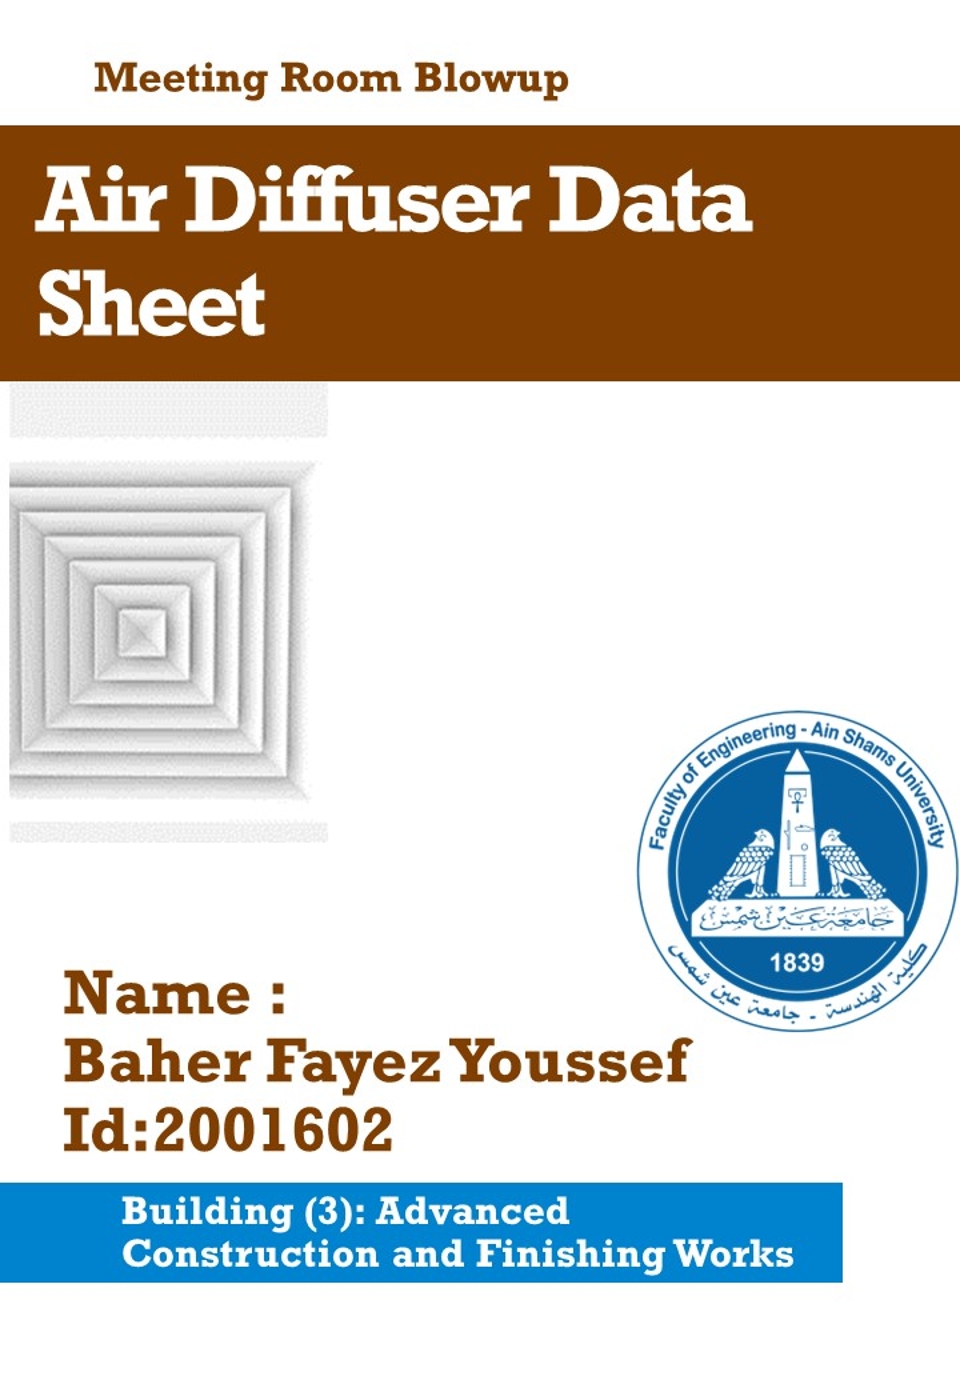 Meeting Room Blowup
Air Diffuser Data
Sheet
Faculty of Engineering - Ain Shams University
جامعة عين شمس
1839
كلية الهندسة - جامعة عين شمس
Name :
Baher Fayez Youssef
Id:2001602
Building (3): Advanced
Construction and Finishing Works